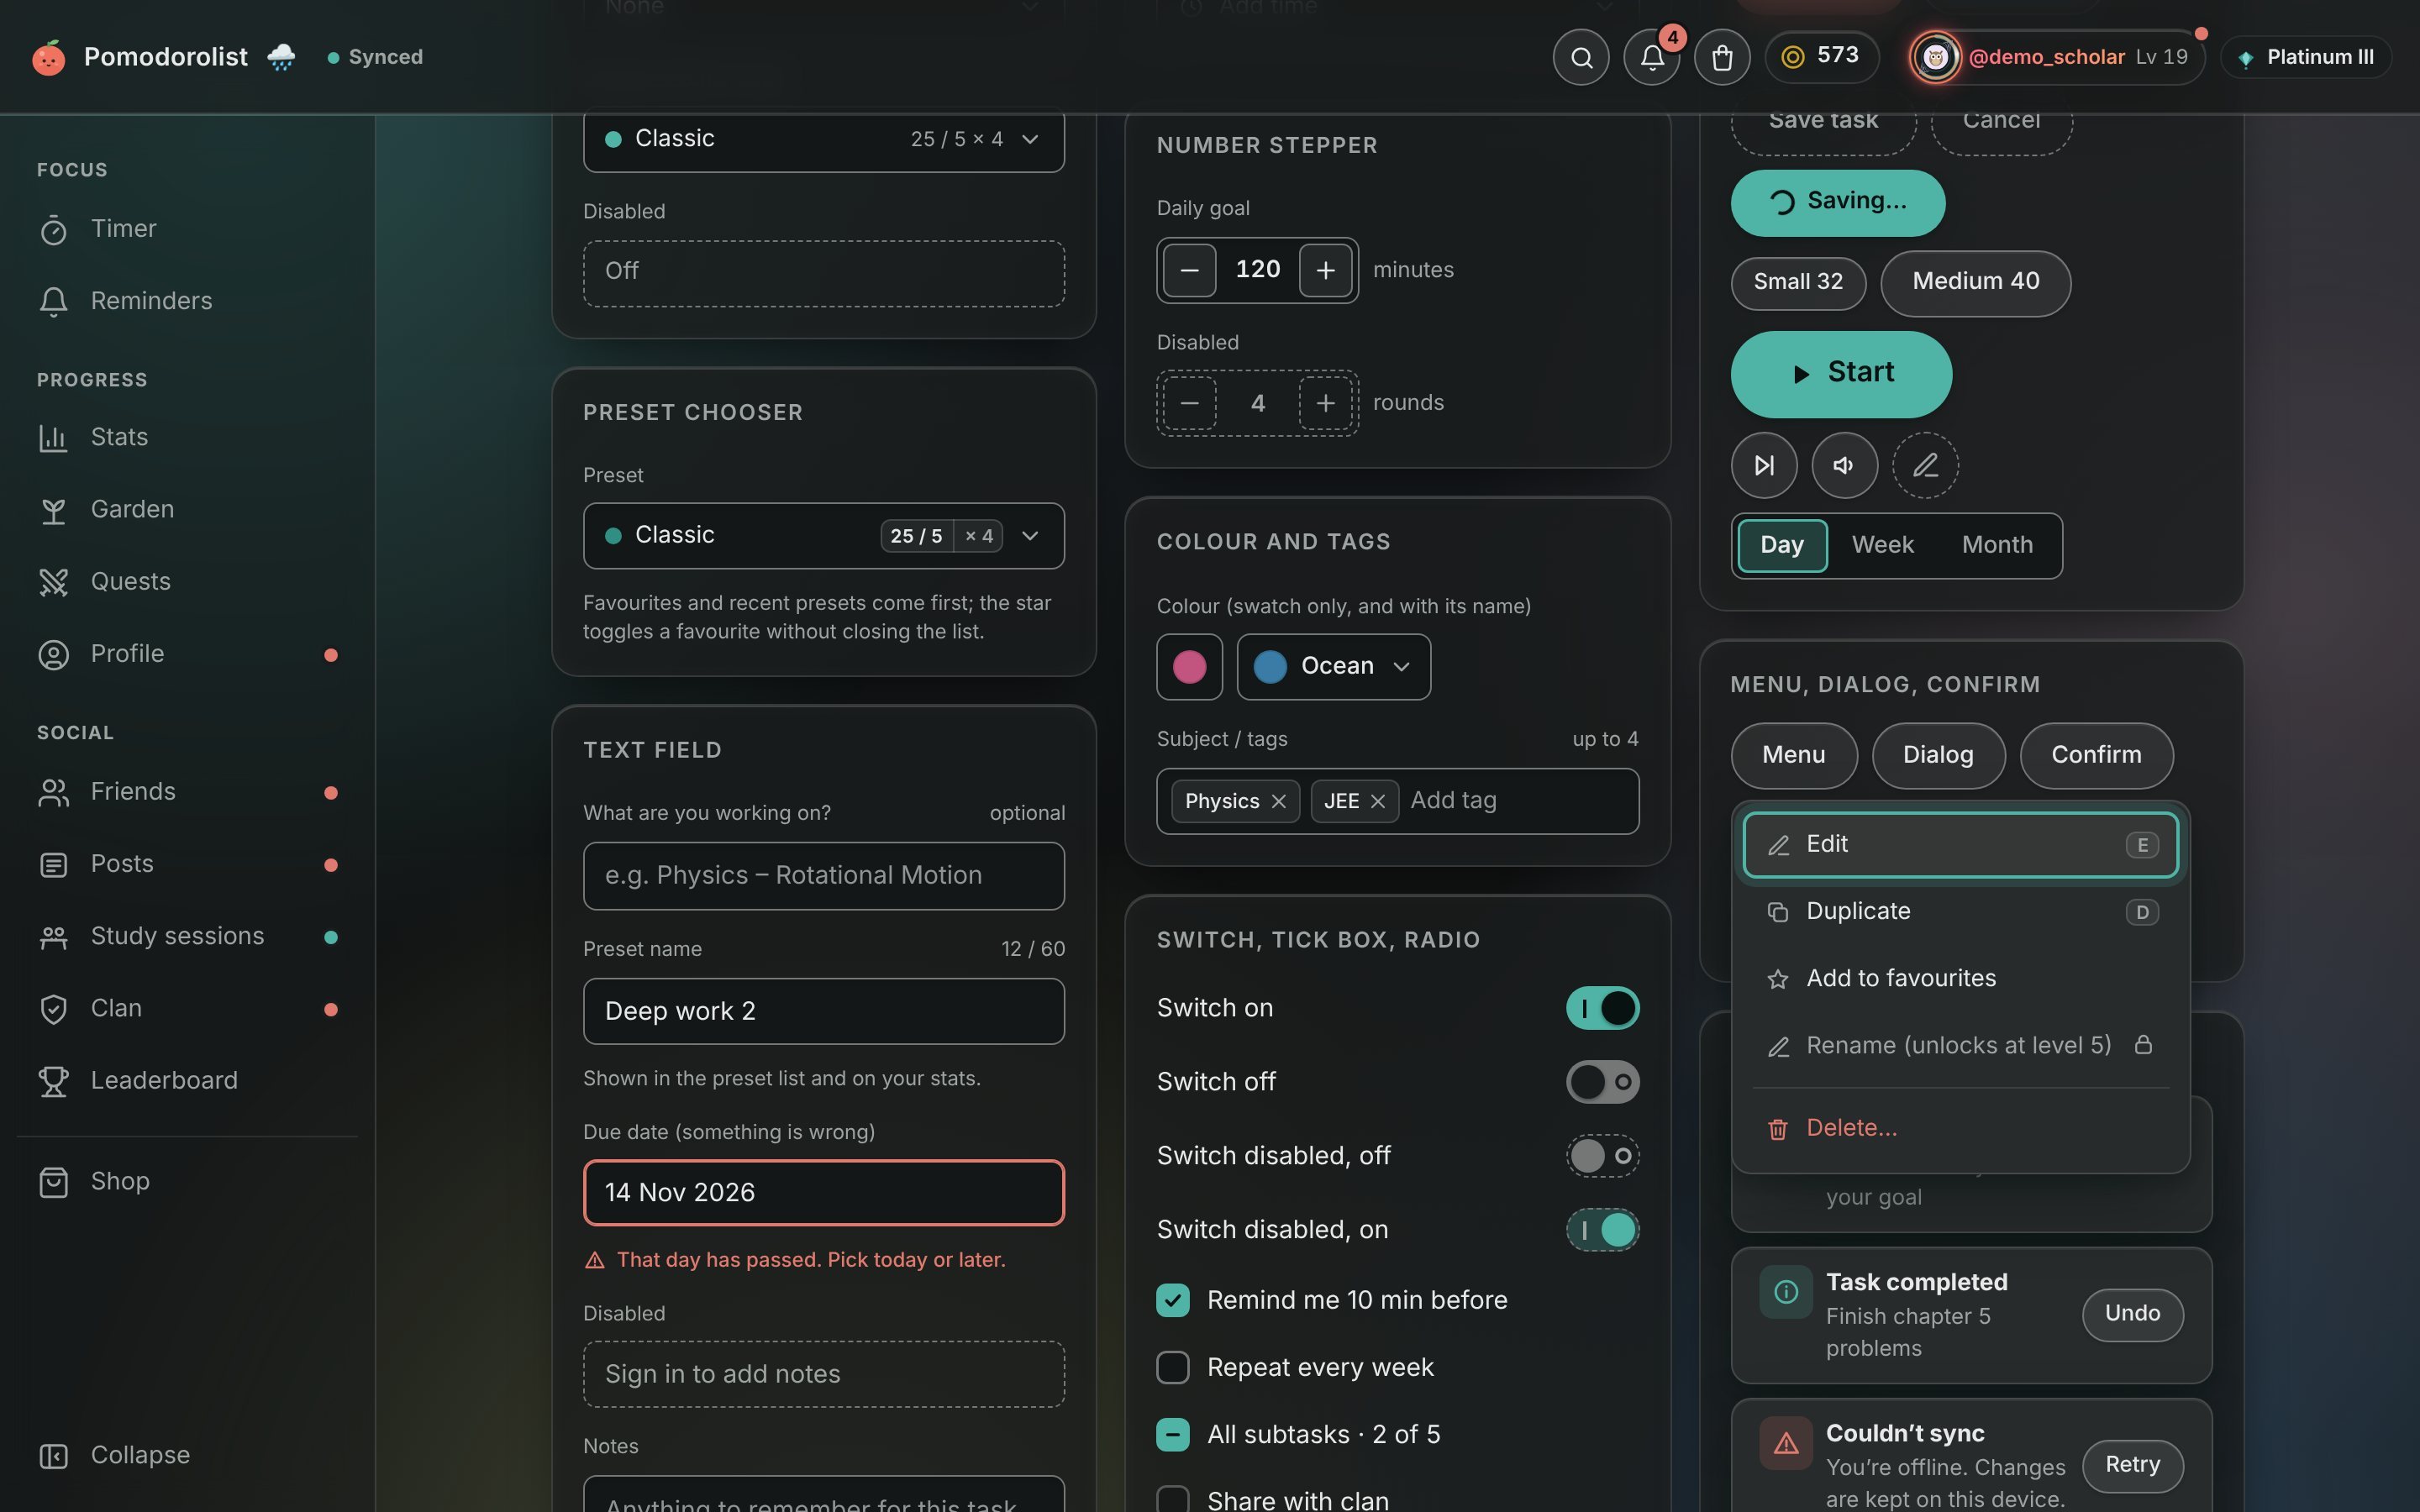 Pomodorolist
Synced
4
573
@demo_scholar Lv 19
Platinum III
FOCUS
Timer
Reminders
PROGRESS
Stats
Garden
Quests
Profile
SOCIAL
Friends
Posts
Study sessions
Clan
Leaderboard
Shop
Collapse
None
Classic 25 / 5 × 4
Disabled
Off
PRESET CHOOSER
Preset
Classic 25 / 5 × 4
Favourites and recent presets come first; the star
toggles a favourite without closing the list.
TEXT FIELD
What are you working on? optional
e.g. Physics – Rotational Motion
Preset name 12 / 60
Deep work 2
Shown in the preset list and on your stats.
Due date (something is wrong)
14 Nov 2026
That day has passed. Pick today or later.
Disabled
Sign in to add notes
Notes
Anything to remember for this task
Add time
NUMBER STEPPER
Daily goal
120 minutes
Disabled
4 rounds
COLOUR AND TAGS
Colour (swatch only, and with its name)
Ocean
Subject / tags up to 4
Physics JEE Add tag
SWITCH, TICK BOX, RADIO
Switch on
Switch off
Switch disabled, off
Switch disabled, on
Remind me 10 min before
Repeat every week
All subtasks · 2 of 5
Share with clan
Save task Cancel
Saving…
Small 32 Medium 40
Start
Day Week Month
MENU, DIALOG, CONFIRM
Menu Dialog Confirm
Edit E
Duplicate D
Add to favourites
Rename (unlocks at level 5)
Delete…
your goal
Task completed
Finish chapter 5
problems
Undo
Couldn’t sync
You’re offline. Changes
are kept on this device.
Retry